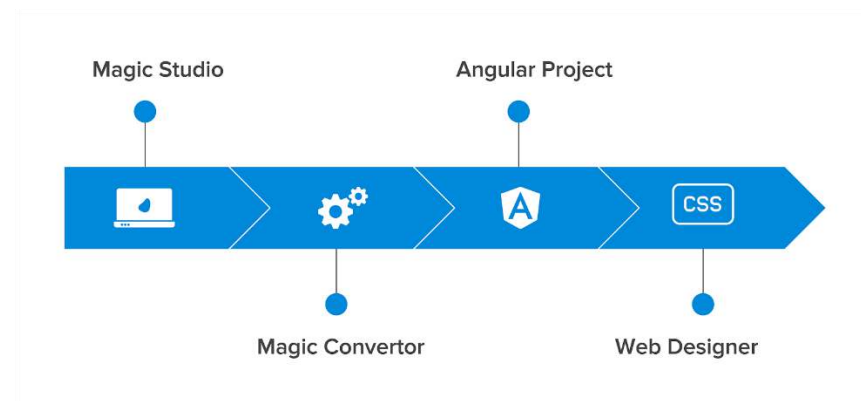 Magic Studio
Angular Project
A
CSS
Magic Convertor
Web Designer